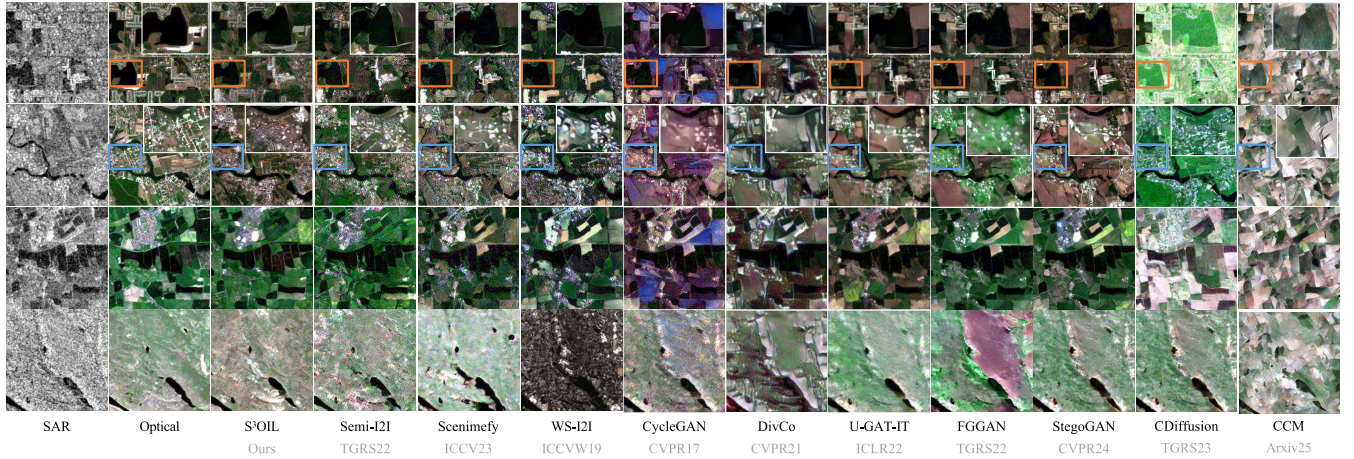 SAR Optical S³OIL Semi-I2I Scenimefy WS-I2I CycleGAN DivCo U-GAT-IT FGGAN StegoGAN CDiffusion CCM
Ours TGRS22 ICCV23 ICCVW19 CVPR17 CVPR21 ICLR22 TGRS22 CVPR24 TGRS23 Arxiv25